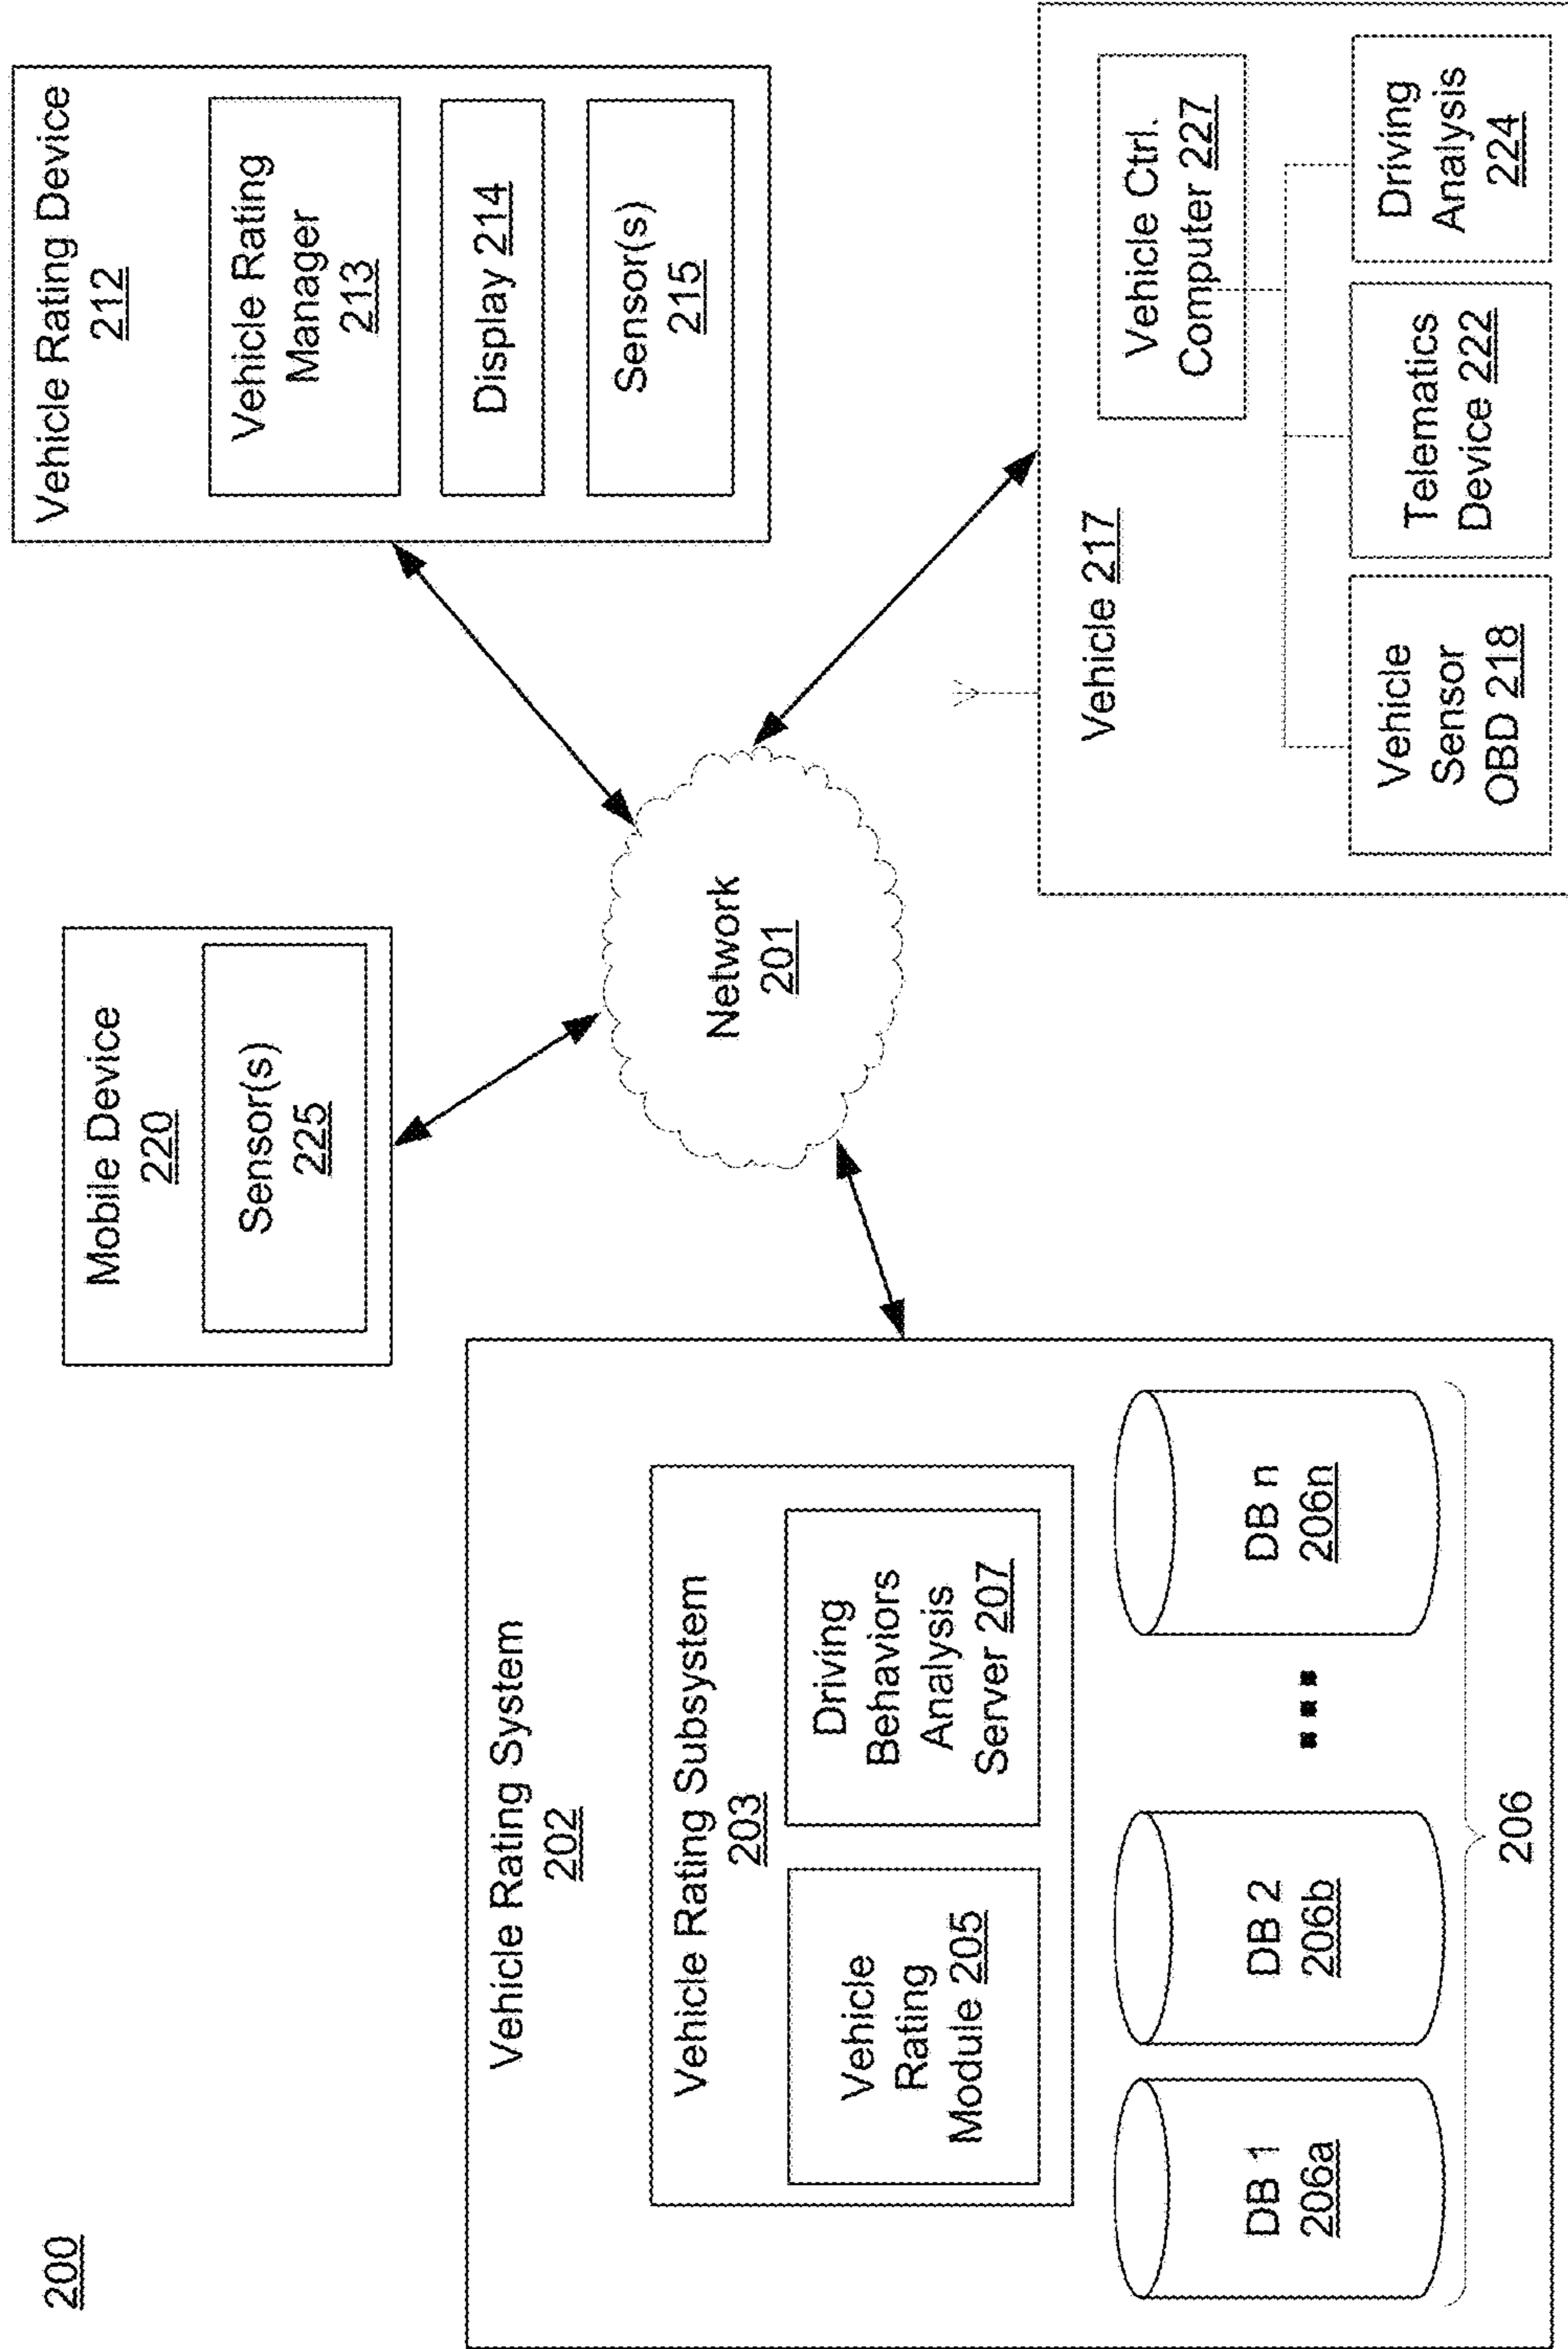 200
Vehicle Rating System
202
Vehicle Rating Subsystem
203
Vehicle
Rating
Module 205
Driving
Behaviors
Analysis
Server 207
DB 1
206a
DB 2
206b
DB n
206n
206
Mobile Device
220
Sensor(s)
225
Network
201
Vehicle Rating Device
212
Vehicle Rating
Manager
213
Display 214
Sensor(s)
215
Vehicle 217
Vehicle Ctrl.
Computer 227
Vehicle
Sensor
OBD 218
Telematics
Device 222
Driving
Analysis
224